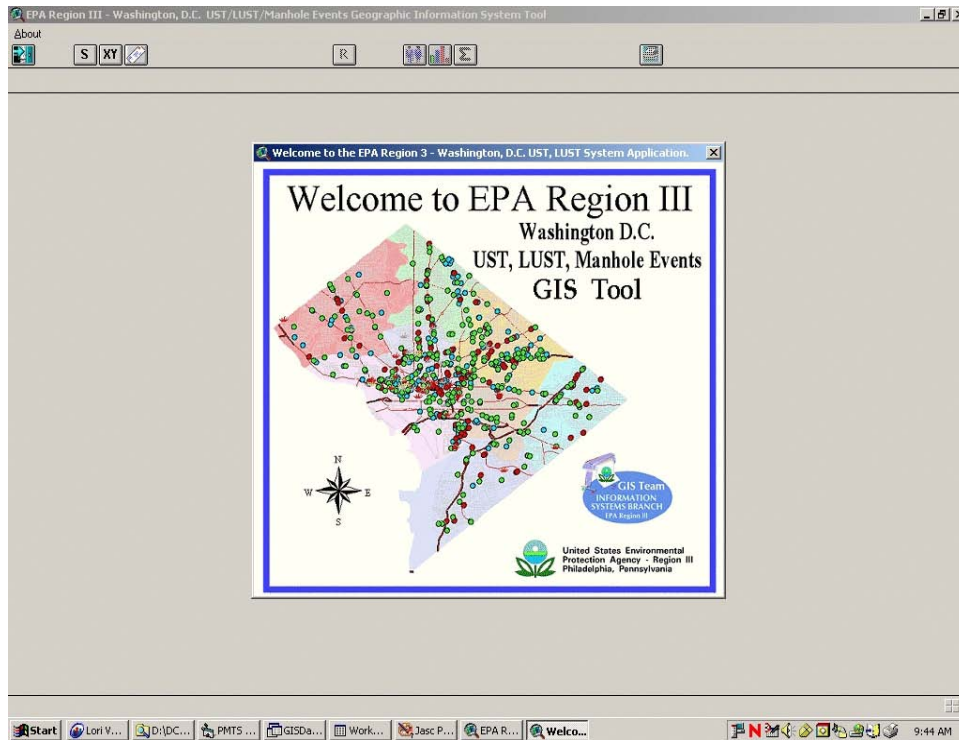 EPA Region III - Washington, D.C. UST/LUST/Manhole Events Geographic Information System Tool
About
S XY R Σ
Welcome to the EPA Region 3 - Washington, D.C. UST, LUST System Application.
Welcome to EPA Region III
Washington D.C.
UST, LUST, Manhole Events
GIS Tool
N
W E
S
GIS Team
INFORMATION
SYSTEMS BRANCH
EPA Region III
United States Environmental
Protection Agency - Region III
Philadelphia, Pennsylvania
Start Lori V... D:\DC... PMTS ... GISDa... Work... Jasc P... EPA R... Welco... N 9:44 AM